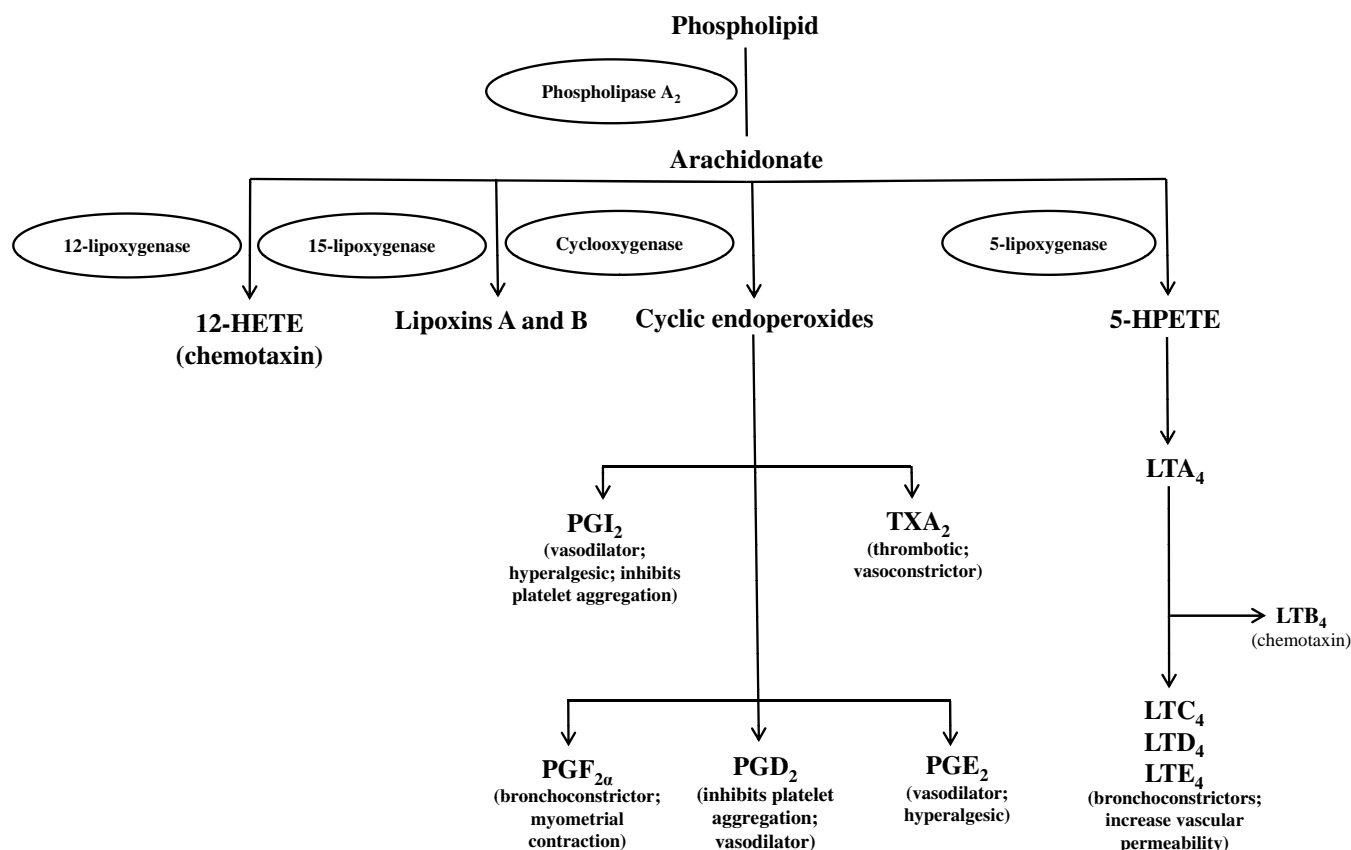 Phospholipid
Phospholipase A₂
Arachidonate
12-lipoxygenase
15-lipoxygenase
Cyclooxygenase
5-lipoxygenase
12-HETE
(chemotaxin)
Lipoxins A and B
Cyclic endoperoxides
5-HPETE
LTA₄
PGI₂
(vasodilator;
hyperalgesic; inhibits
platelet aggregation)
TXA₂
(thrombotic;
vasoconstrictor)
LTB₄
(chemotaxin)
PGF₂α
(bronchoconstrictor;
myometrial
contraction)
PGD₂
(inhibits platelet
aggregation;
vasodilator)
PGE₂
(vasodilator;
hyperalgesic)
LTC₄
LTD₄
LTE₄
(bronchoconstrictors;
increase vascular
permeability)